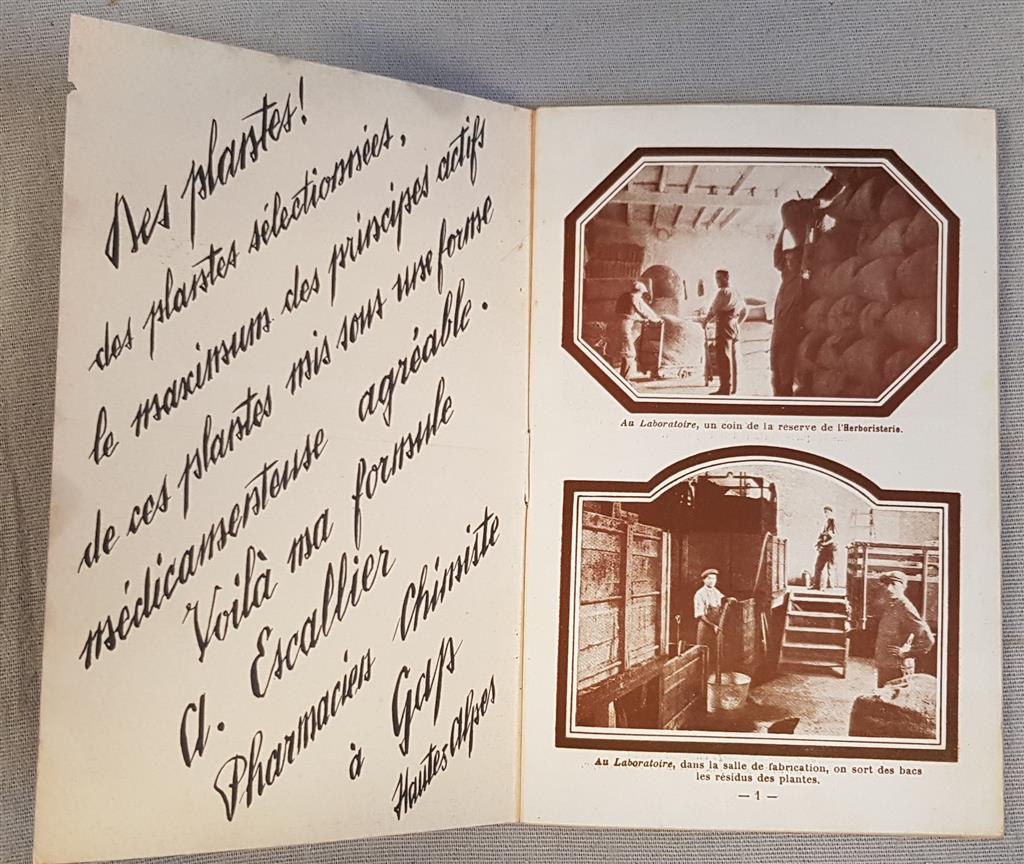 Des plantes!
des plantes sélectionnées,
le maximum des principes actifs
de ces plantes mis sous une forme
médicamenteuse agréable.
Voilà ma formule
A. Escallier
Pharmacien Chimiste
à Gap
Hautes Alpes
Au Laboratoire, un coin de la réserve de l'Herboristerie.
Au Laboratoire, dans la salle de fabrication, on sort des bacs
les résidus des plantes.
— 1 —